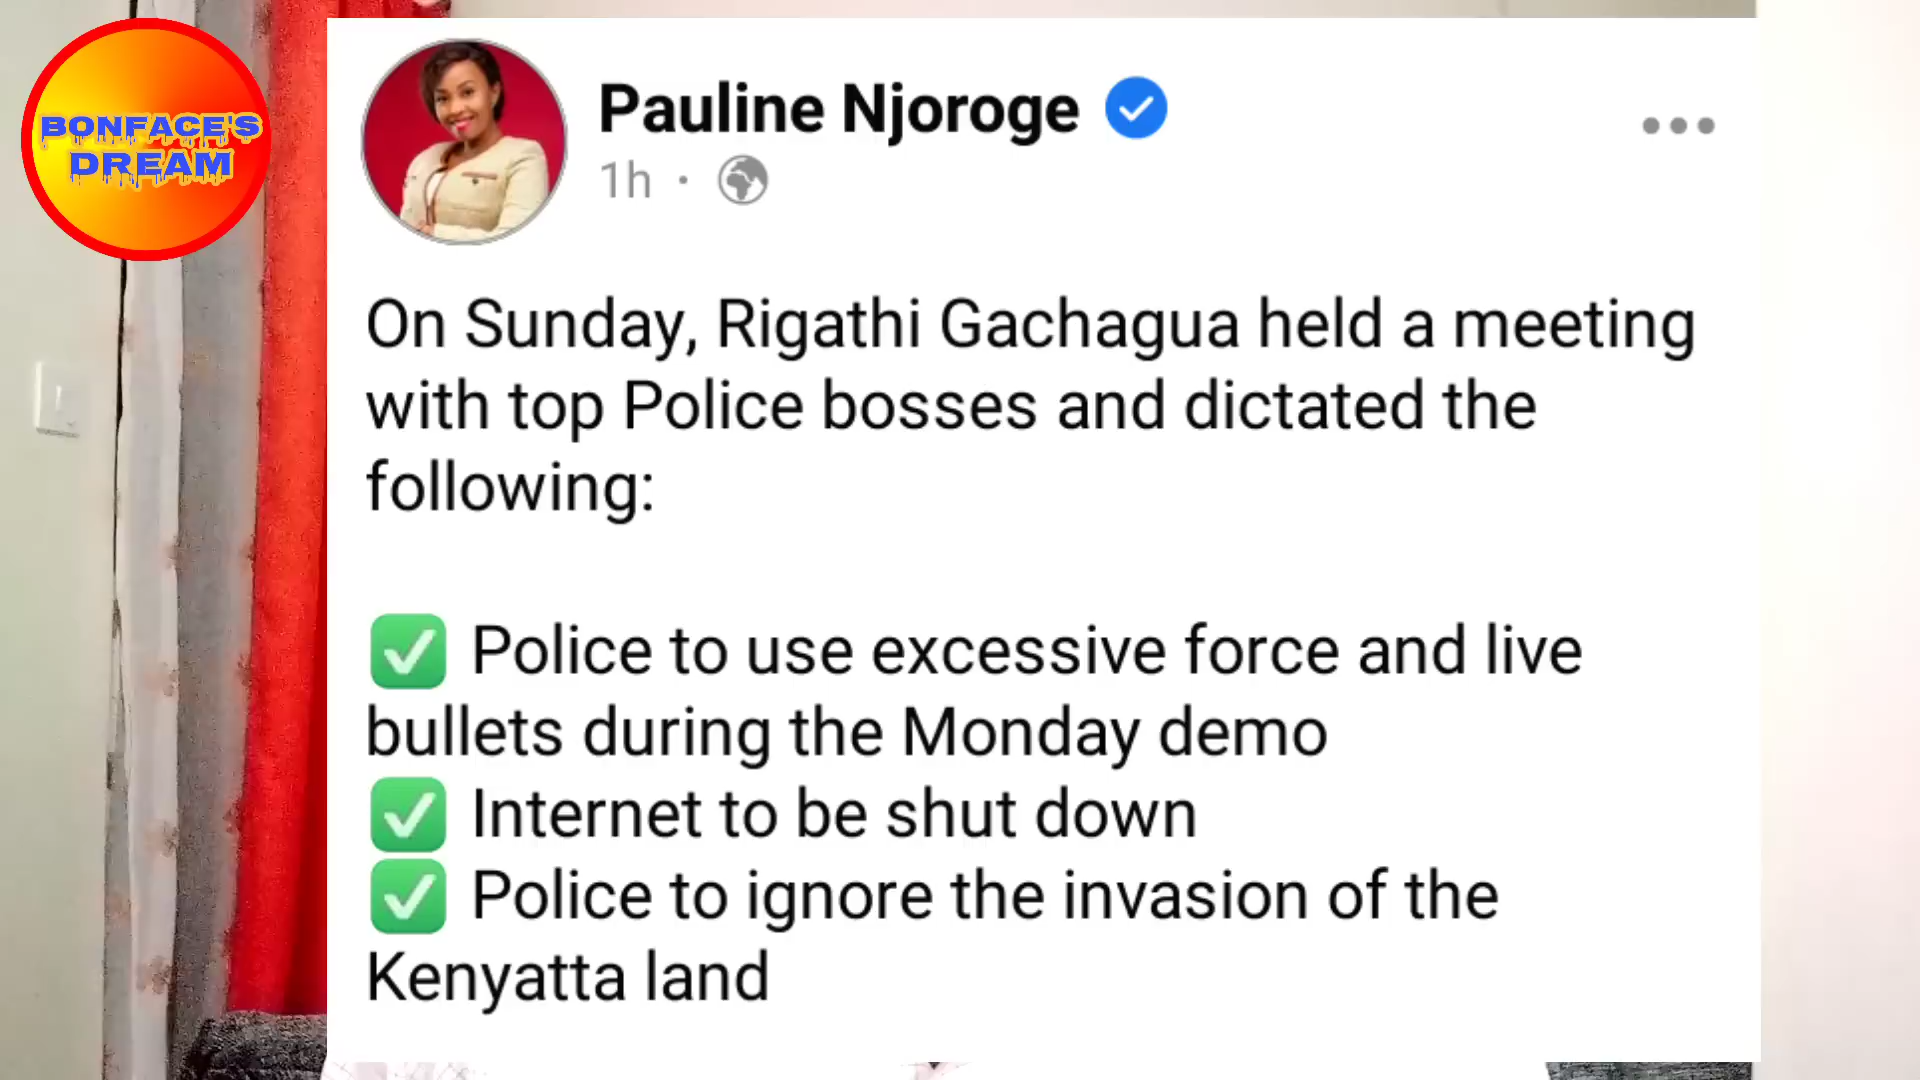 BONFACE'S
DREAM
Pauline Njoroge
1h ·
On Sunday, Rigathi Gachagua held a meeting
with top Police bosses and dictated the
following:
✅ Police to use excessive force and live
bullets during the Monday demo
✅ Internet to be shut down
✅ Police to ignore the invasion of the
Kenyatta land